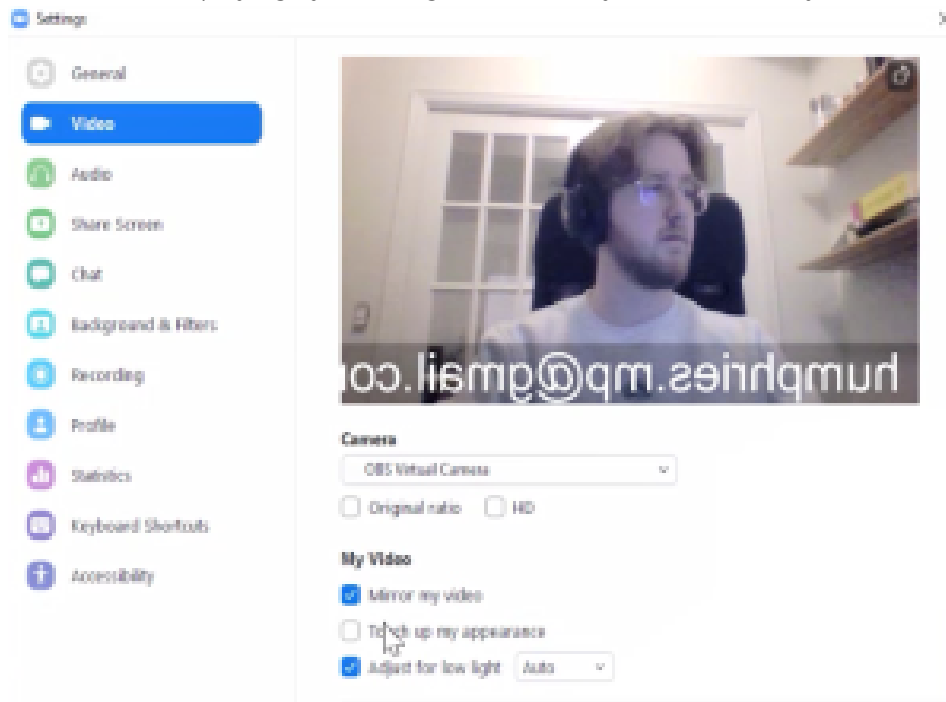 Settings
General
Video
Audio
Share Screen
Chat
Background & Filters
Recording
Profile
Statistics
Keyboard Shortcuts
Accessibility
humphries.mp@gmail.co
Camera
OBS Virtual Camera
Original ratio HD
My Video
Mirror my video
Touch up my appearance
Adjust for low light Auto